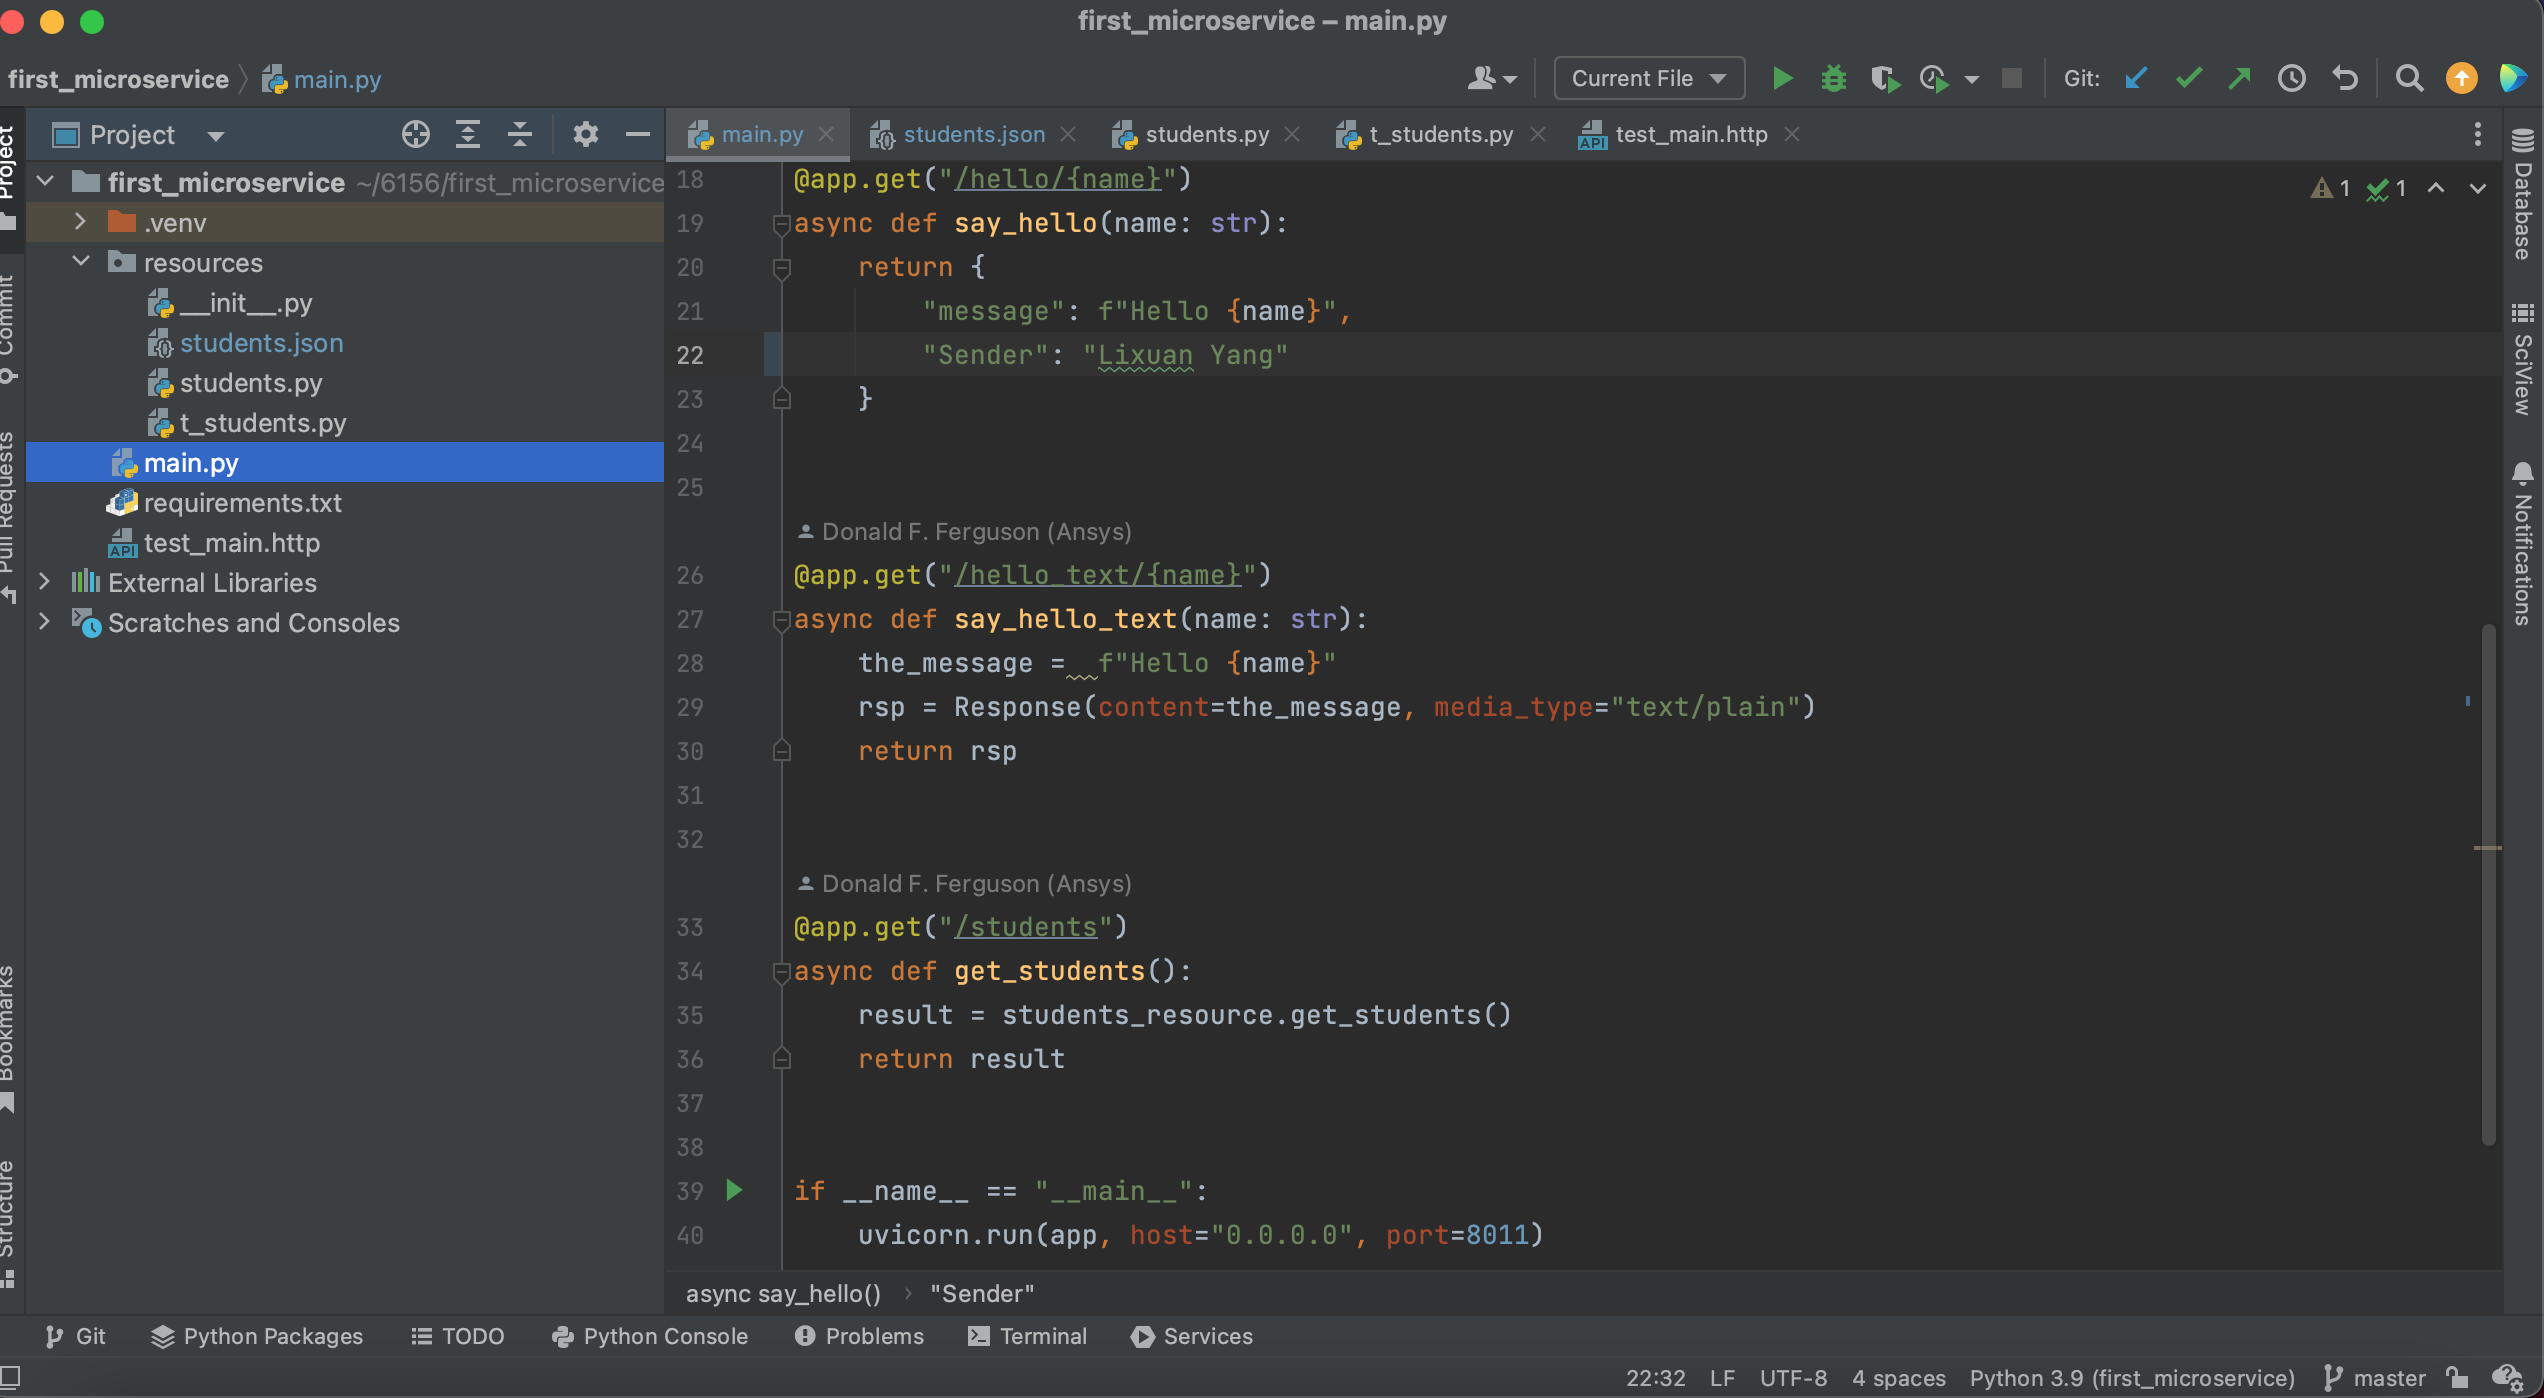 first_microservice – main.py
first_microservice main.py
Current File Git:
Project
main.py students.json students.py t_students.py test_main.http
first_microservice ~/6156/first_microservice
.venv
resources
__init__.py
students.json
students.py
t_students.py
main.py
requirements.txt
API test_main.http
External Libraries
Scratches and Consoles
Project
Commit
Pull Requests
Bookmarks
Structure
1 1
18 @app.get("/hello/{name}")
19 async def say_hello(name: str):
20 return {
21 "message": f"Hello {name}",
22 "Sender": "Lixuan Yang"
23 }
24
25
Donald F. Ferguson (Ansys)
26 @app.get("/hello_text/{name}")
27 async def say_hello_text(name: str):
28 the_message =  f"Hello {name}"
29 rsp = Response(content=the_message, media_type="text/plain")
30 return rsp
31
32
Donald F. Ferguson (Ansys)
33 @app.get("/students")
34 async def get_students():
35 result = students_resource.get_students()
36 return result
37
38
39 if __name__ == "__main__":
40 uvicorn.run(app, host="0.0.0.0", port=8011)
async say_hello() › "Sender"
Database
SciView
Notifications
Git Python Packages TODO Python Console Problems Terminal Services
22:32 LF UTF-8 4 spaces Python 3.9 (first_microservice) master